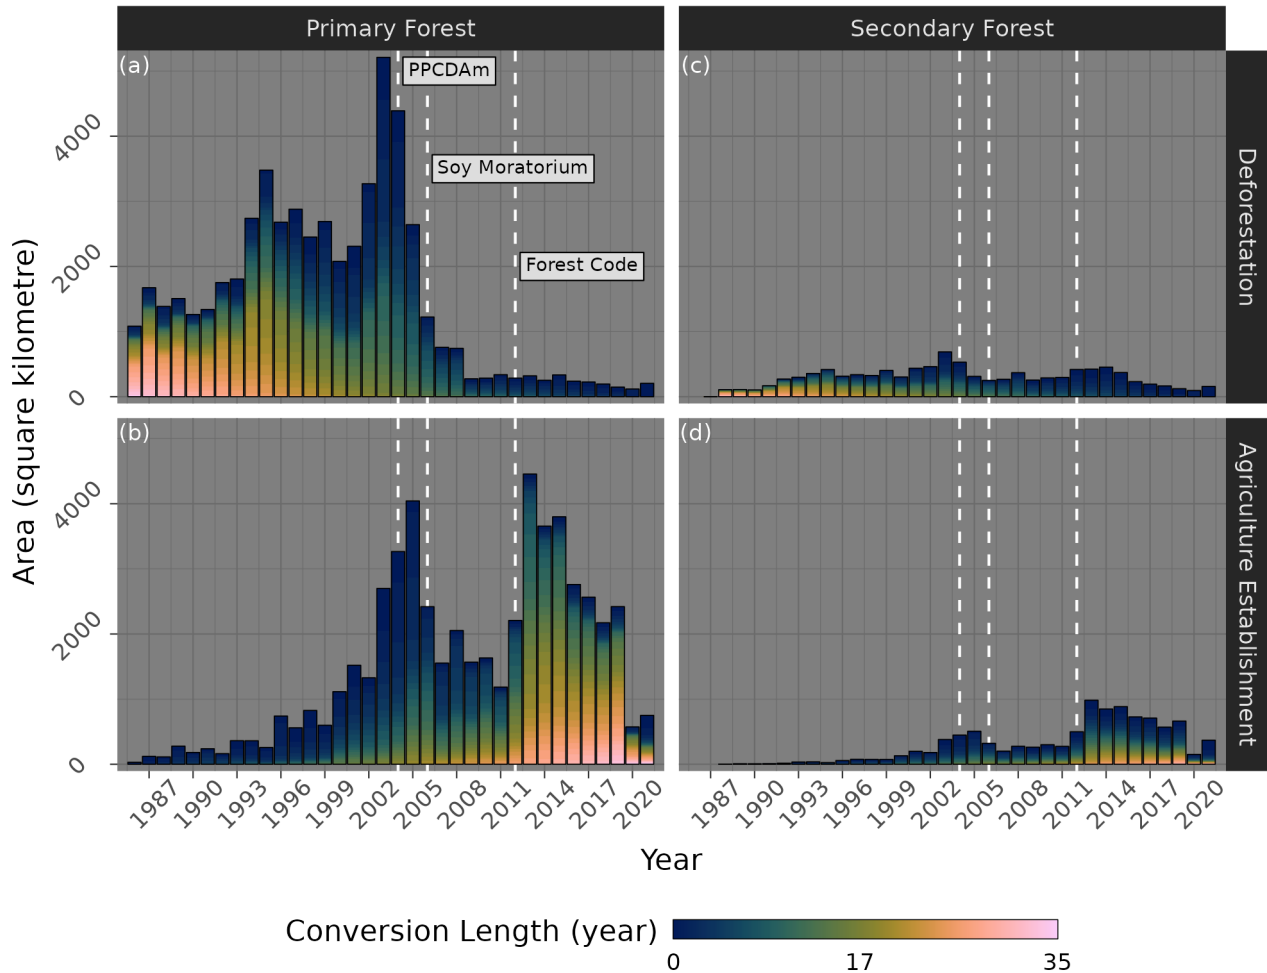 Primary Forest
Secondary Forest
(a)
PPCDAm
Soy Moratorium
Forest Code
(c)
Deforestation
4000
2000
0
Area (square kilometre)
(b)
(d)
Agriculture Establishment
4000
2000
0
1987 1990 1993 1996 1999 2002 2005 2008 2011 2014 2017 2020
1987 1990 1993 1996 1999 2002 2005 2008 2011 2014 2017 2020
Year
Conversion Length (year)
0 17 35